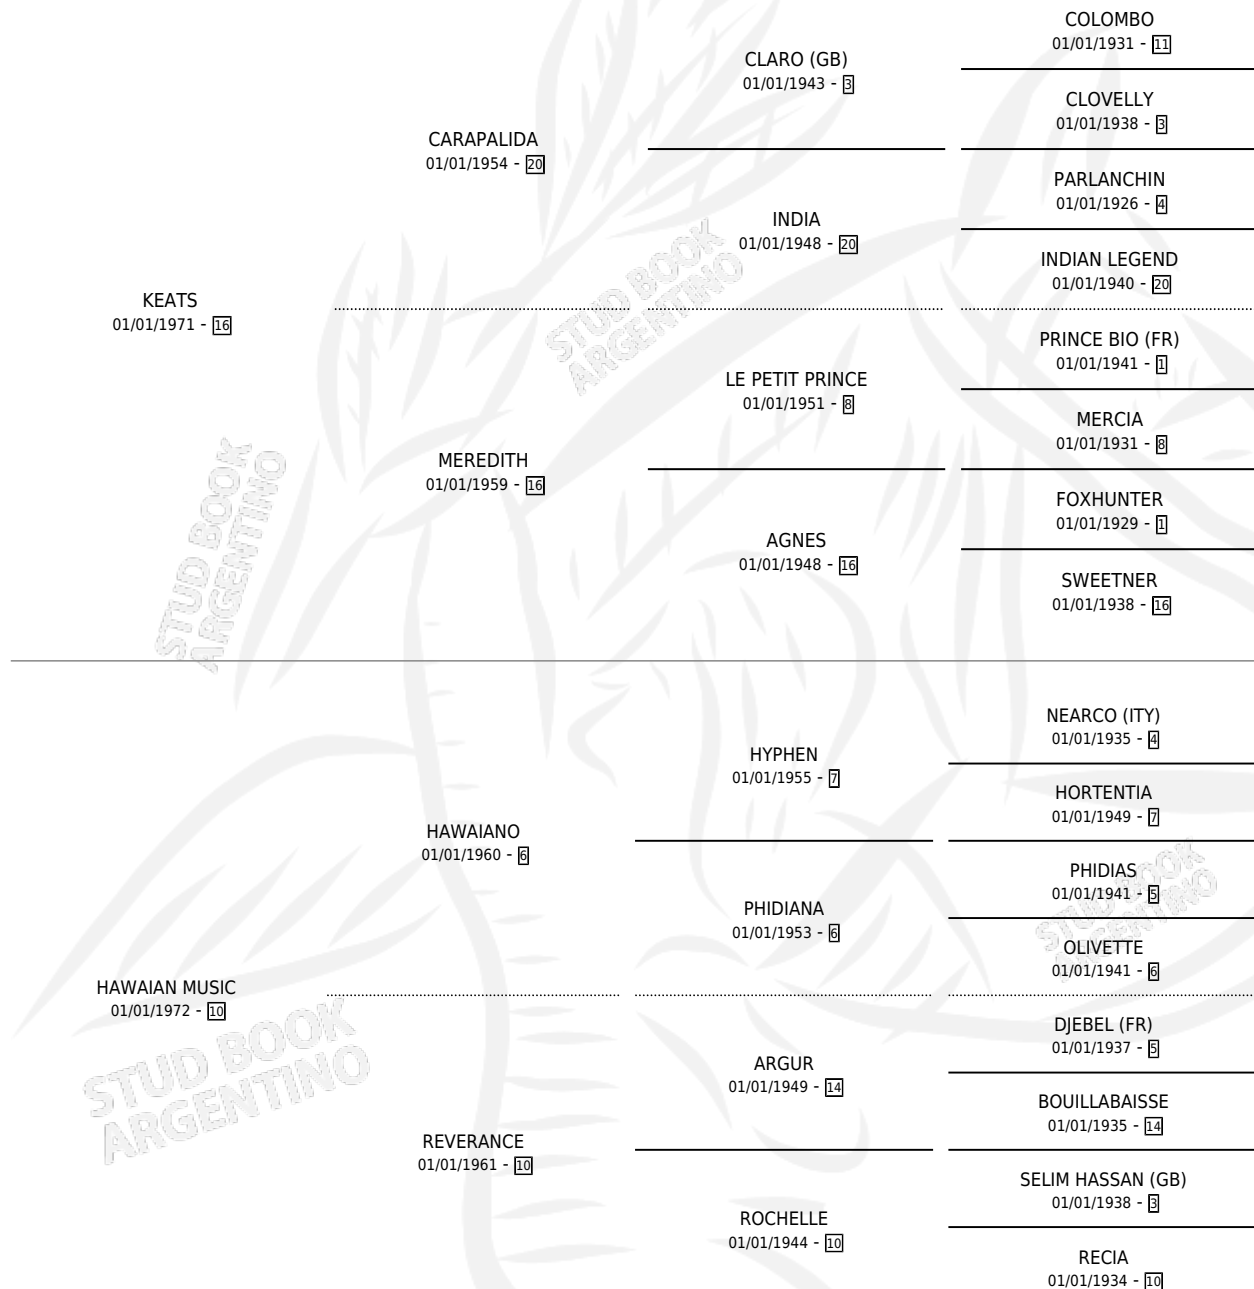 COLOMBO
01/01/1931 - 11
CLARO (GB)
01/01/1943 - 3
CLOVELLY
01/01/1938 - 3
CARAPALIDA
01/01/1954 - 20
PARLANCHIN
01/01/1926 - 4
INDIA
01/01/1948 - 20
INDIAN LEGEND
01/01/1940 - 20
KEATS
01/01/1971 - 16
PRINCE BIO (FR)
01/01/1941 - 1
LE PETIT PRINCE
01/01/1951 - 8
MERCIA
01/01/1931 - 8
MEREDITH
01/01/1959 - 16
FOXHUNTER
01/01/1929 - 1
AGNES
01/01/1948 - 16
SWEETNER
01/01/1938 - 16
STUD BOOK
ARGENTINO
STUD BOOK
ARGENTINO
NEARCO (ITY)
01/01/1935 - 4
HYPHEN
01/01/1955 - 7
HORTENTIA
01/01/1949 - 7
HAWAIANO
01/01/1960 - 6
PHIDIAS
01/01/1941 - 5
PHIDIANA
01/01/1953 - 6
OLIVETTE
01/01/1941 - 6
HAWAIAN MUSIC
01/01/1972 - 10
DJEBEL (FR)
01/01/1937 - 5
ARGUR
01/01/1949 - 14
BOUILLABAISSE
01/01/1935 - 14
REVERANCE
01/01/1961 - 10
SELIM HASSAN (GB)
01/01/1938 - 3
ROCHELLE
01/01/1944 - 10
RECIA
01/01/1934 - 10
STUD BOOK
ARGENTINO
STUD BOOK
ARGENTINO